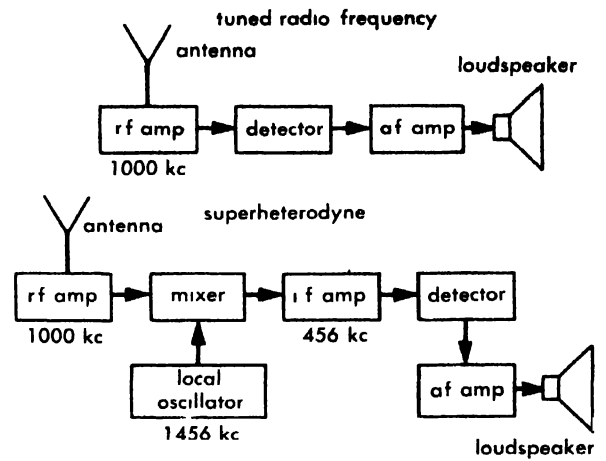 tuned radio frequency
antenna
loudspeaker
rf amp
detector
af amp
1000 kc
superheterodyne
antenna
rf amp
mixer
i f amp
detector
1000 kc
456 kc
local
oscillator
af amp
1456 kc
loudspeaker